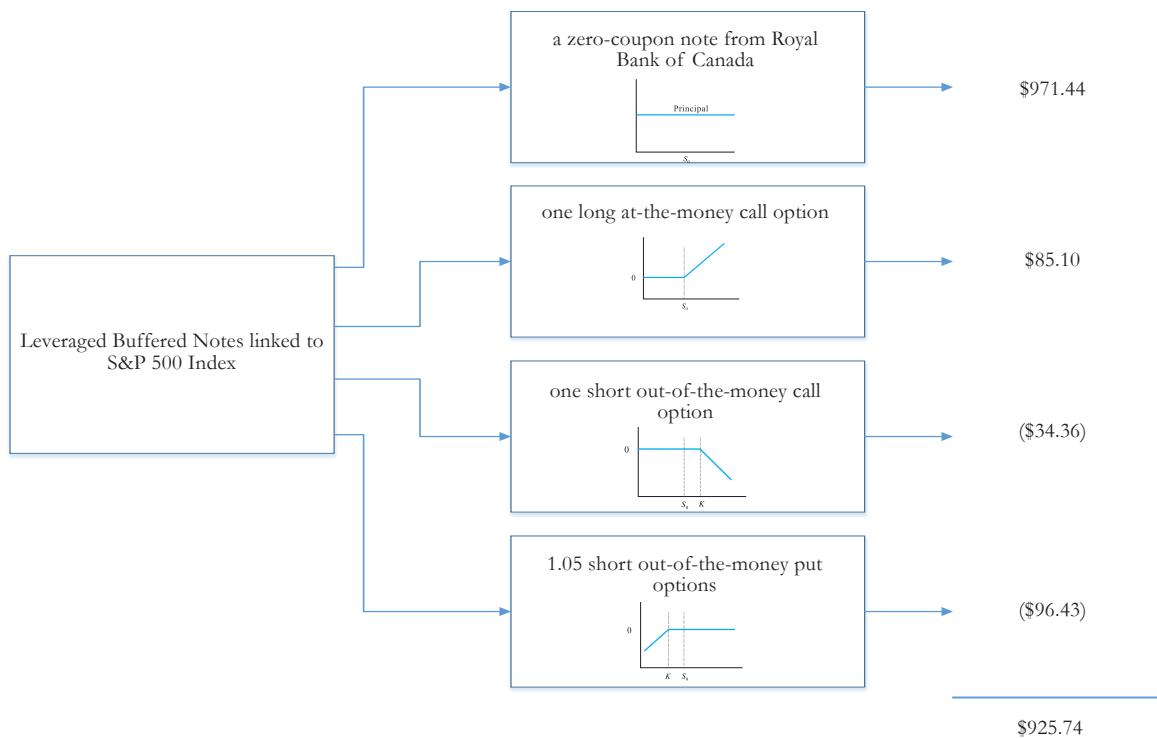 a zero-coupon note from Royal
Bank of Canada
Principal
S₀
$971.44
one long at-the-money call option
0
S₀
$85.10
Leveraged Buffered Notes linked to
S&P 500 Index
one short out-of-the-money call
option
0
S₀ K
($34.36)
1.05 short out-of-the-money put
options
0
K S₀
($96.43)
$925.74